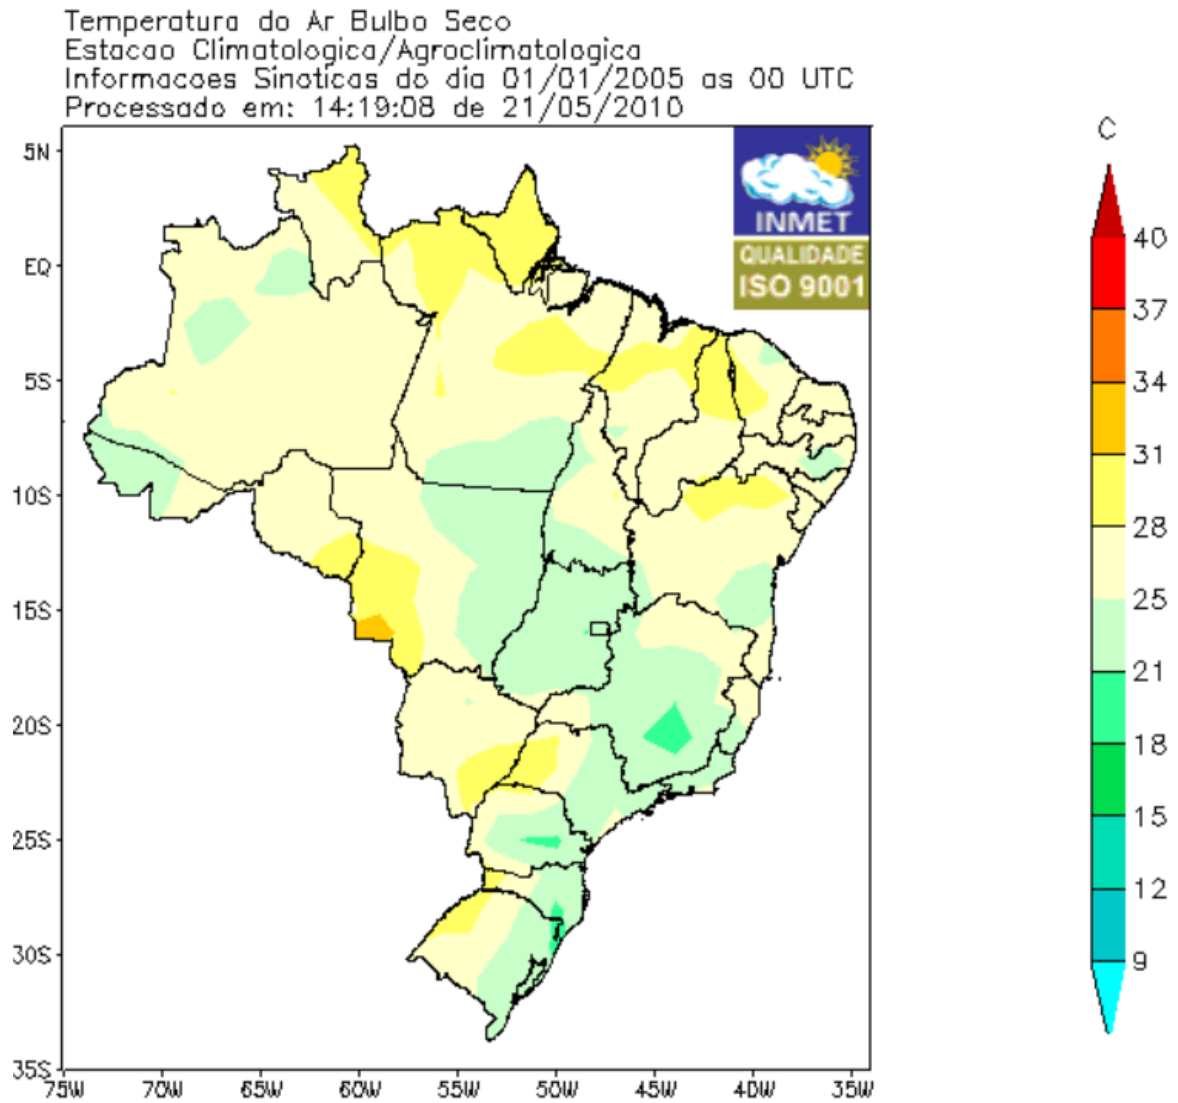 Temperatura do Ar Bulbo Seco
Estacao Climatologica/Agroclimatologica
Informacoes Sinoticas do dia 01/01/2005 as 00 UTC
Processado em: 14:19:08 de 21/05/2010
INMET
QUALIDADE
ISO 9001
C
40
37
34
31
28
25
21
18
15
12
9
5N
EQ
5S
10S
15S
20S
25S
30S
35S
75W 70W 65W 60W 55W 50W 45W 40W 35W